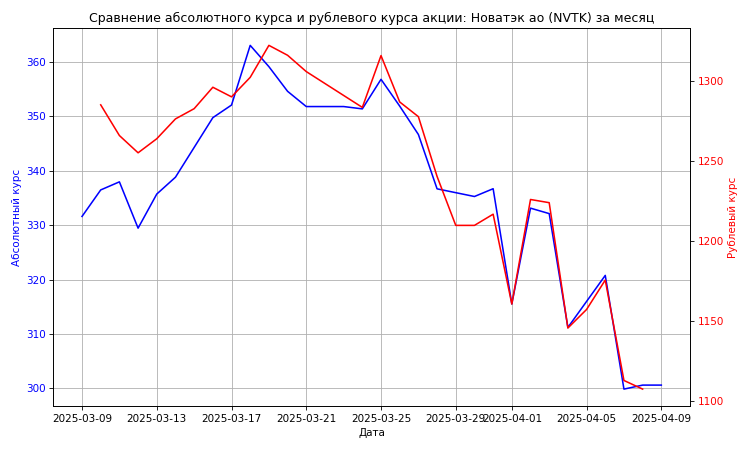 Сравнение абсолютного курса и рублевого курса акции: Новатэк ао (NVTK) за месяц
Абсолютный курс
360
350
340
330
320
310
300
1300
1250
1200
1150
1100
Рублевый курс
2025-03-09 2025-03-13 2025-03-17 2025-03-21 2025-03-25 2025-03-29 2025-04-01 2025-04-05 2025-04-09
Дата